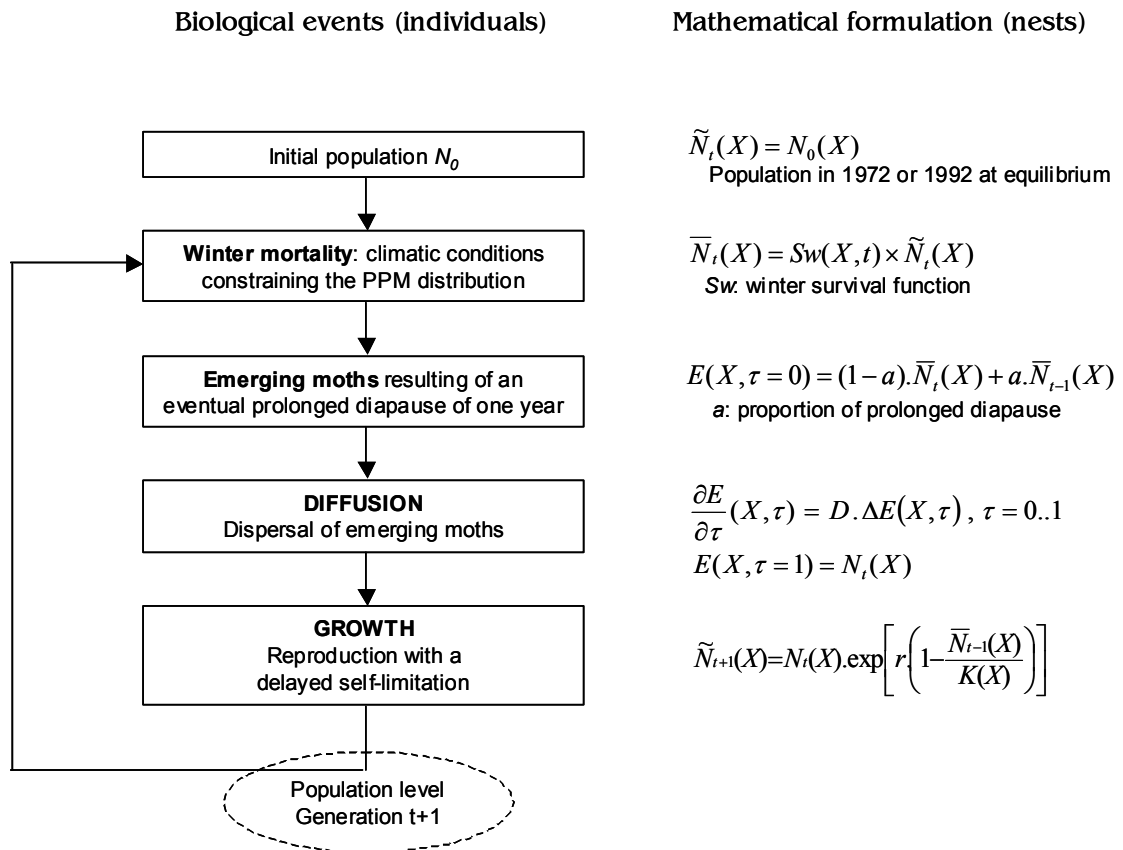 Biological events (individuals)
Mathematical formulation (nests)
Initial population N₀
Ñₜ(X) = N₀(X)
Population in 1972 or 1992 at equilibrium
Winter mortality: climatic conditions
constraining the PPM distribution
N̅ₜ(X) = Sw(X,t) × Ñₜ(X)
Sw: winter survival function
Emerging moths resulting of an
eventual prolonged diapause of one year
E(X,τ = 0) = (1−a).N̅ₜ(X) + a.N̅ₜ₋₁(X)
a: proportion of prolonged diapause
DIFFUSION
Dispersal of emerging moths
∂E/∂τ (X,τ) = D.ΔE(X,τ) , τ = 0..1
E(X,τ = 1) = Nₜ(X)
GROWTH
Reproduction with a
delayed self-limitation
Ñₜ₊₁(X)=Nₜ(X).exp[r.(1−N̅ₜ₋₁(X)/K(X))]
Population level
Generation t+1